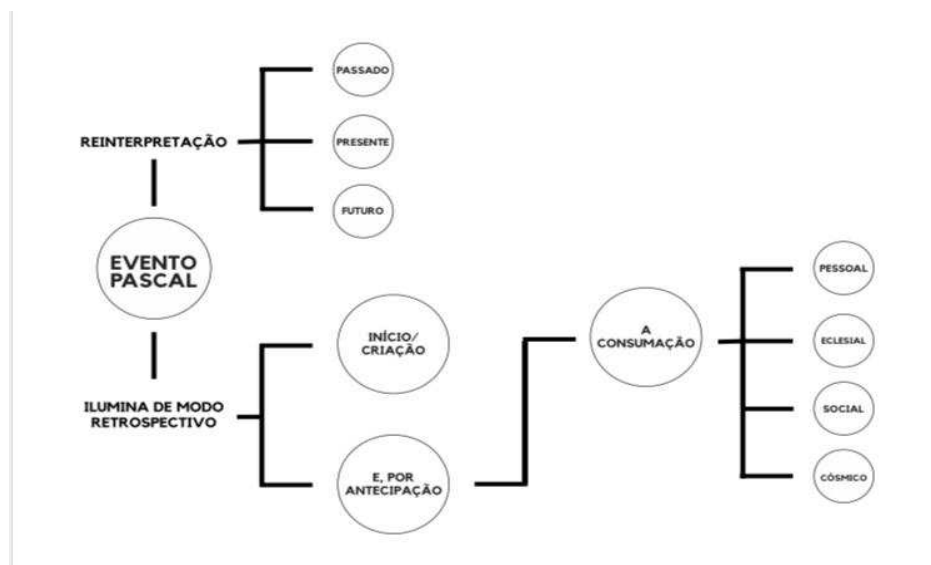 PASSADO
REINTERPRETAÇÃO
PRESENTE
FUTURO
EVENTO
PASCAL
ILUMINA DE MODO
RETROSPECTIVO
INÍCIO/
CRIAÇÃO
E, POR
ANTECIPAÇÃO
A
CONSUMAÇÃO
PESSOAL
ECLESIAL
SOCIAL
CÓSMICO